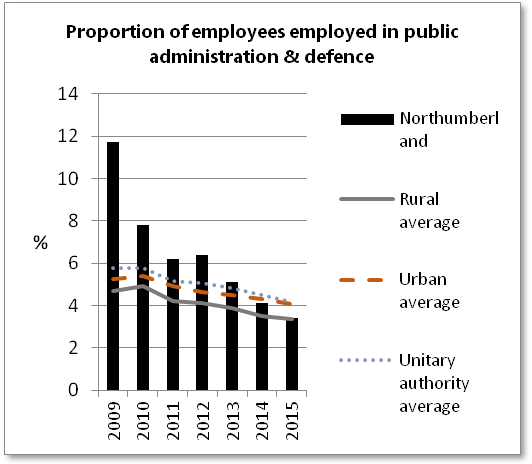 Proportion of employees employed in public
administration & defence
14
12
10
8
6
4
2
0
%
2009
2010
2011
2012
2013
2014
2015
Northumberl
and
Rural
average
Urban
average
Unitary
authority
average